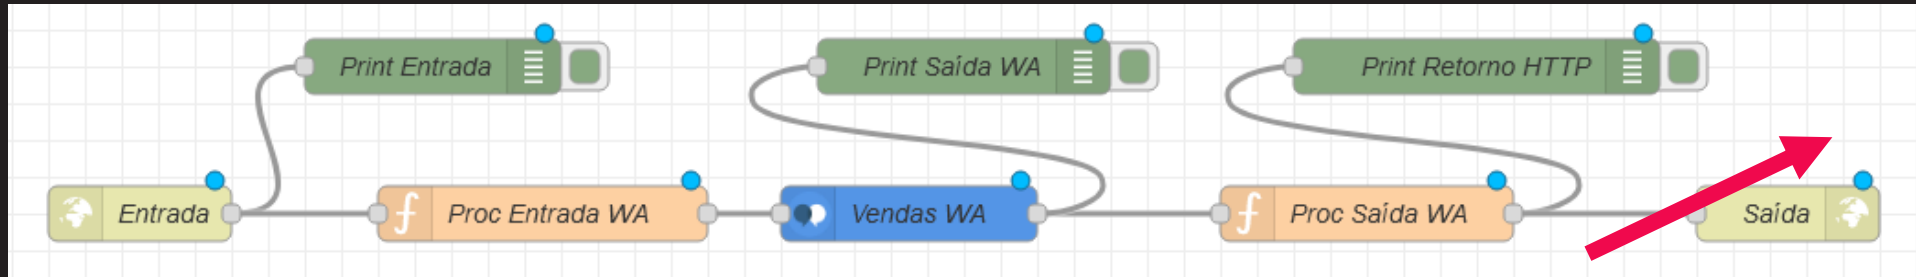 Print Entrada
Print Saída WA
Print Retorno HTTP
Entrada
Proc Entrada WA
Vendas WA
Proc Saída WA
Saída